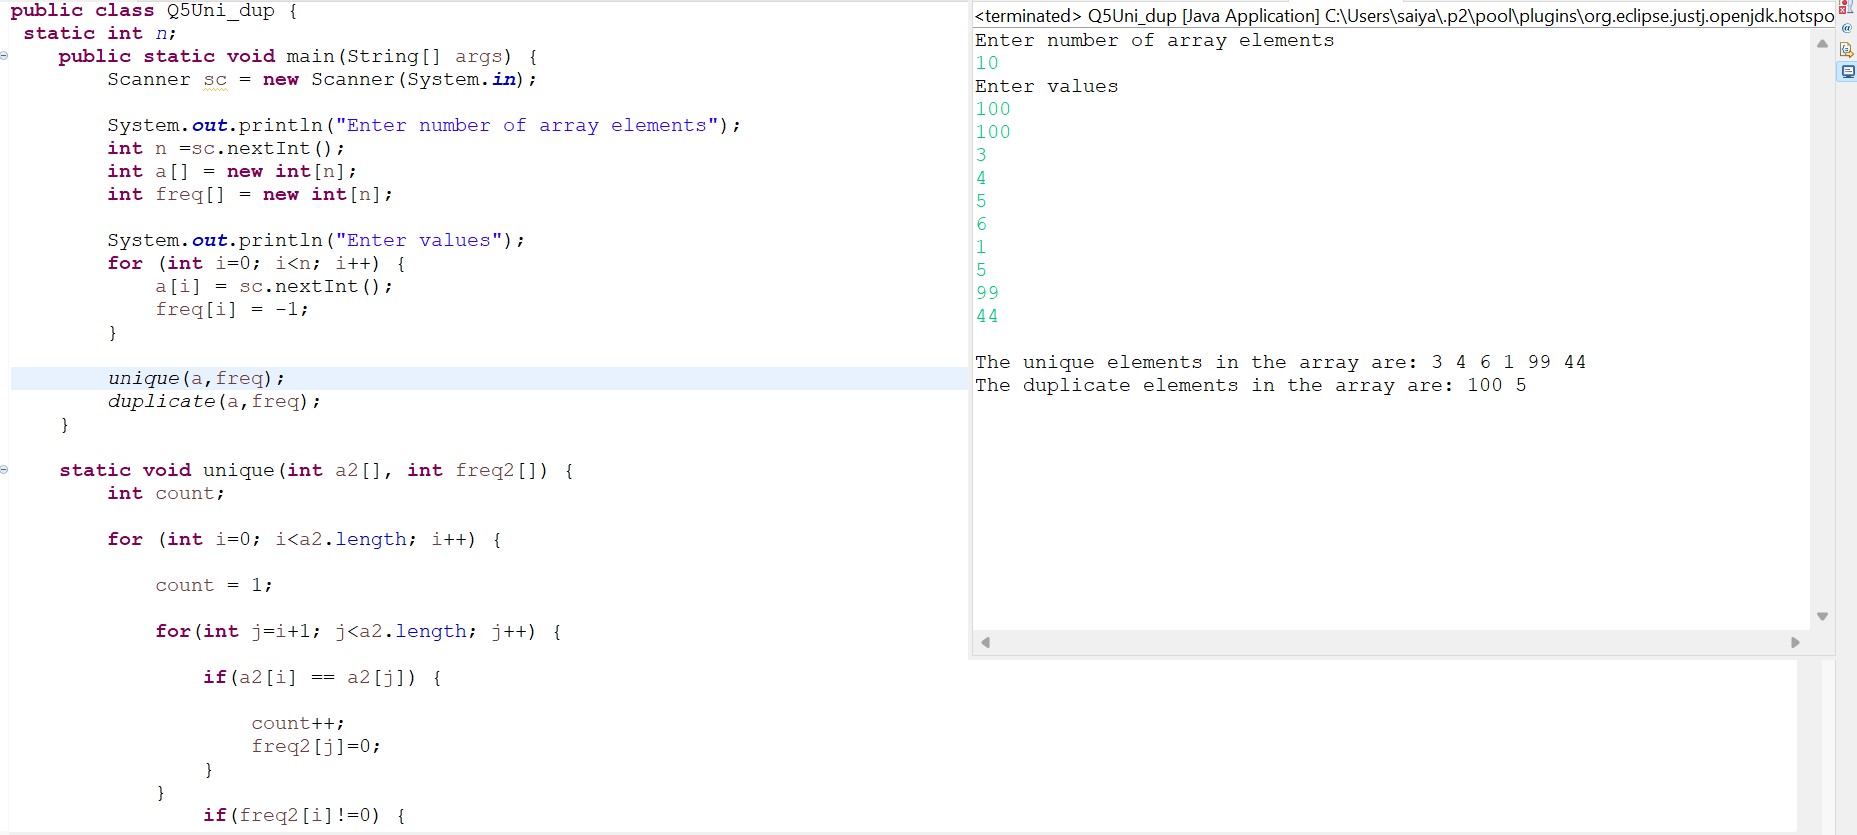 public class Q5Uni_dup {
static int n;
public static void main(String[] args) {
Scanner sc = new Scanner(System.in);
System.out.println("Enter number of array elements");
int n =sc.nextInt();
int a[] = new int[n];
int freq[] = new int[n];
System.out.println("Enter values");
for (int i=0; i<n; i++) {
a[i] = sc.nextInt();
freq[i] = -1;
}
unique(a,freq);
duplicate(a,freq);
}
static void unique(int a2[], int freq2[]) {
int count;
for (int i=0; i<a2.length; i++) {
count = 1;
for(int j=i+1; j<a2.length; j++) {
if(a2[i] == a2[j]) {
count++;
freq2[j]=0;
}
}
if(freq2[i]!=0) {
<terminated> Q5Uni_dup [Java Application] C:\Users\saiya\.p2\pool\plugins\org.eclipse.justj.openjdk.hotspo
Enter number of array elements
10
Enter values
100
100
3
4
5
6
1
5
99
44
The unique elements in the array are: 3 4 6 1 99 44
The duplicate elements in the array are: 100 5